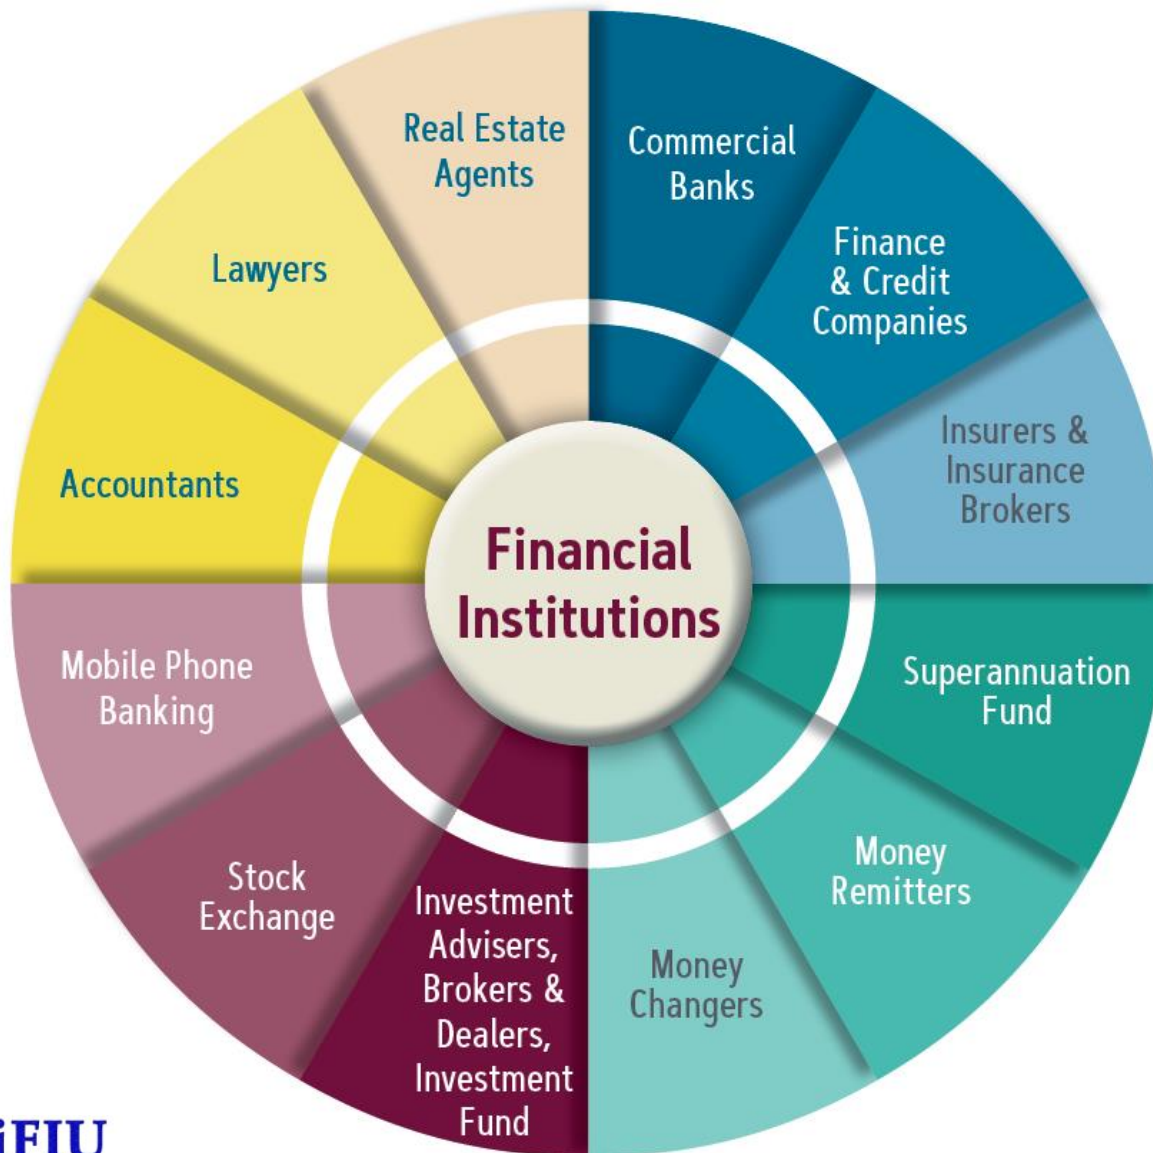 Real Estate
Agents
Commercial
Banks
Finance
& Credit
Companies
Insurers &
Insurance
Brokers
Superannuation
Fund
Money
Remitters
Money
Changers
Investment
Advisers,
Brokers &
Dealers,
Investment
Fund
Stock
Exchange
Mobile Phone
Banking
Accountants
Lawyers
Financial
Institutions
iFIU